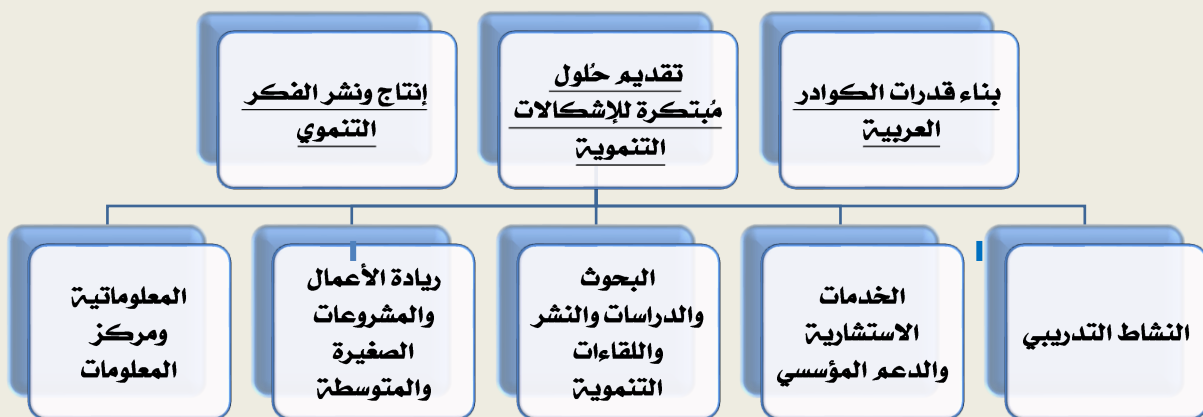 بناء قدرات الكوادر
العربية
تقديم حُلول
مُبتكرة للإشكالات
التنموية
إنتاج ونشر الفكر
التنموي
النشاط التدريبي
الخدمات
الاستشارية
والدعم المؤسسي
البحوث
والدراسات والنشر
واللقاءات
التنموية
ريادة الأعمال
والمشروعات
الصغيرة
والمتوسطة
المعلوماتية
ومركز
المعلومات